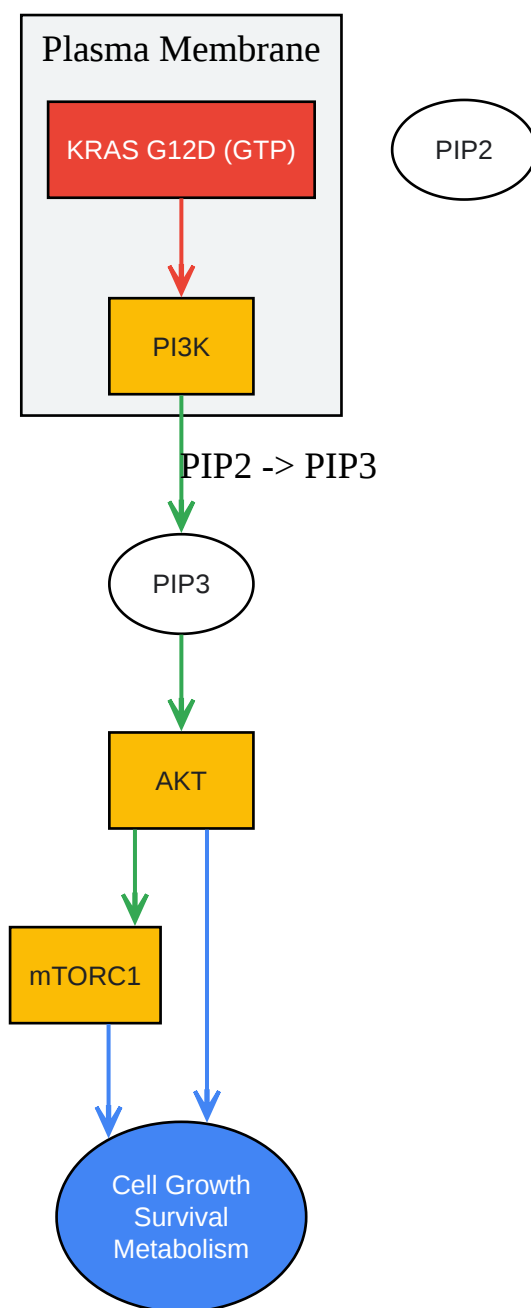 Plasma Membrane
KRAS G12D (GTP)
PIP2
PI3K
PIP2 -> PIP3
PIP3
AKT
mTORC1
Cell Growth
Survival
Metabolism